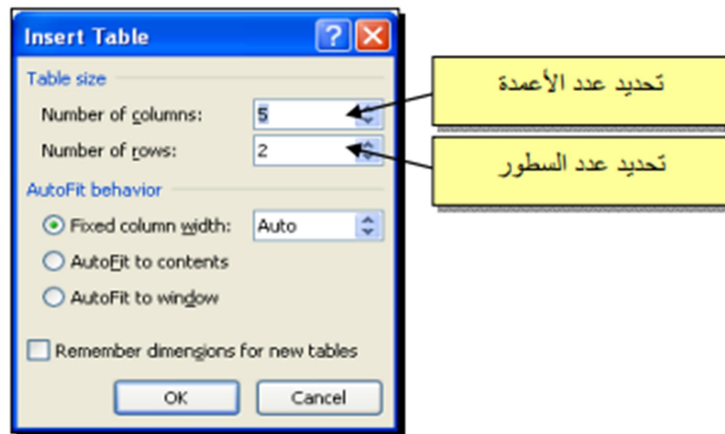 Insert Table
Table size
Number of columns: 5
تحديد عدد الأعمدة
Number of rows: 2
تحديد عدد السطور
AutoFit behavior
Fixed column width: Auto
AutoFit to contents
AutoFit to window
Remember dimensions for new tables
OK Cancel